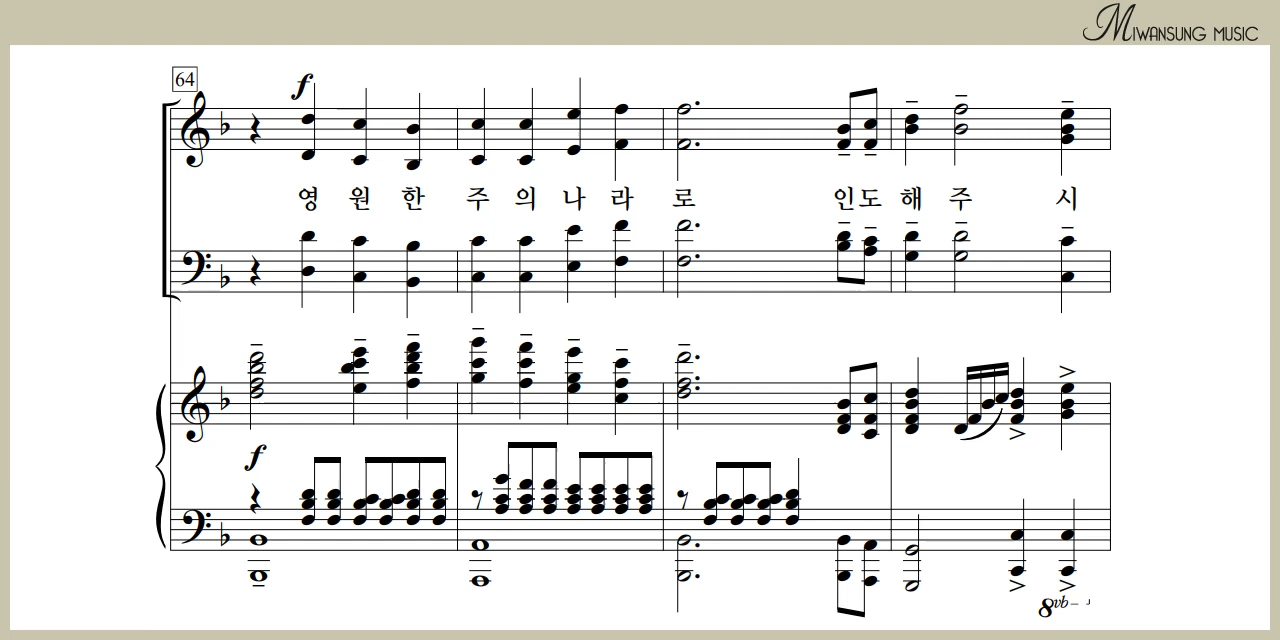 MIWANSUNG MUSIC
64
f
영 원 한 주 의 나 라 로 인 도 해 주 시
f
8vb